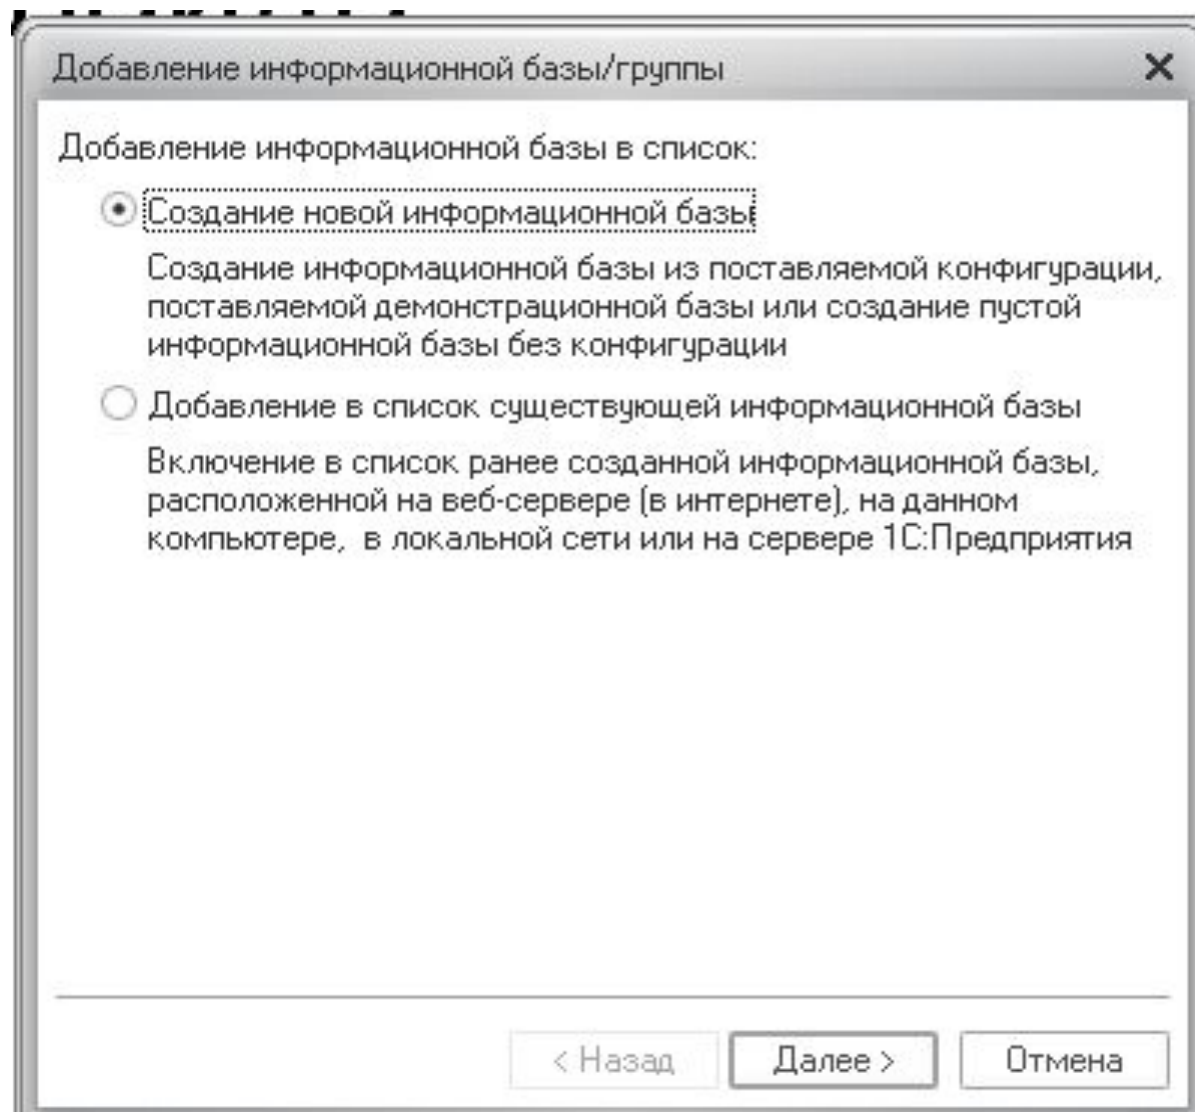 Добавление информационной базы/группы
Добавление информационной базы в список:
Создание новой информационной базы
Создание информационной базы из поставляемой конфигурации,
поставляемой демонстрационной базы или создание пустой
информационной базы без конфигурации
Добавление в список существующей информационной базы
Включение в список ранее созданной информационной базы,
расположенной на веб-сервере (в интернете), на данном
компьютере, в локальной сети или на сервере 1С:Предприятия
< Назад Далее > Отмена